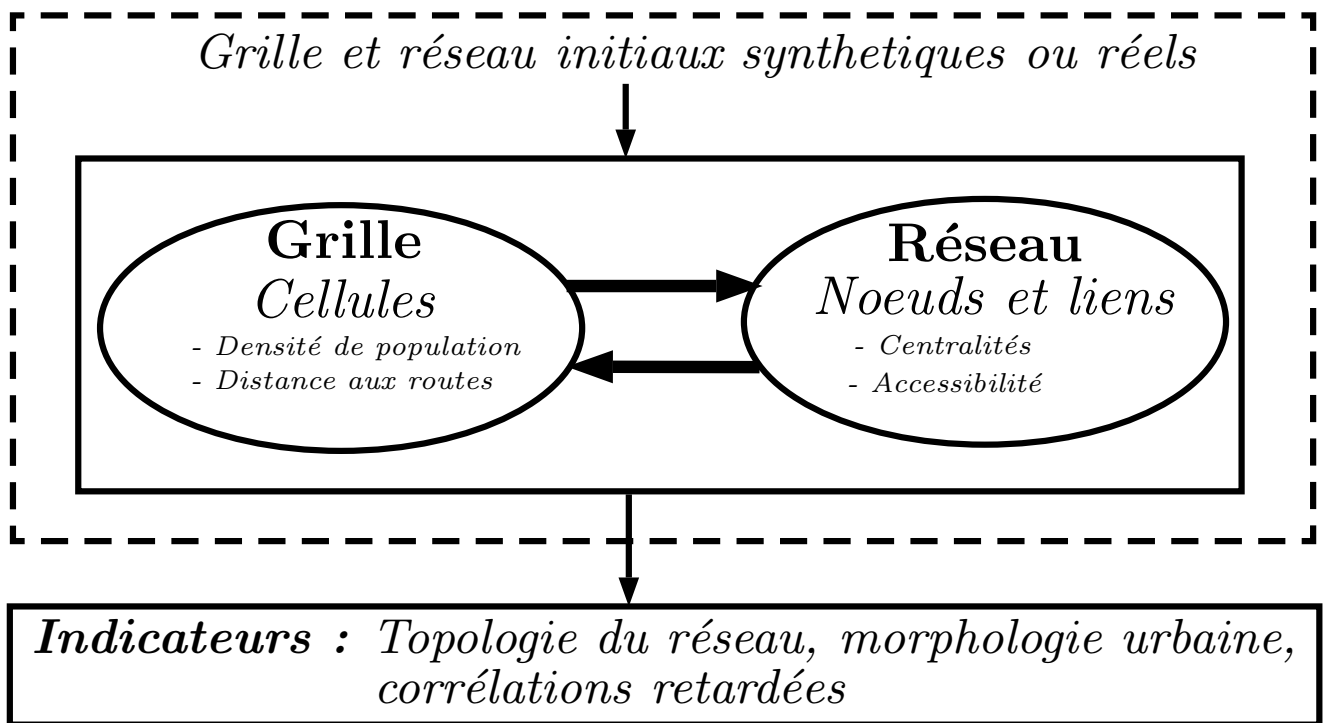 Grille et réseau initiaux synthetiques ou réels
Grille
Cellules
- Densité de population
- Distance aux routes
Réseau
Noeuds et liens
- Centralités
- Accessibilité
Indicateurs : Topologie du réseau, morphologie urbaine,
corrélations retardées